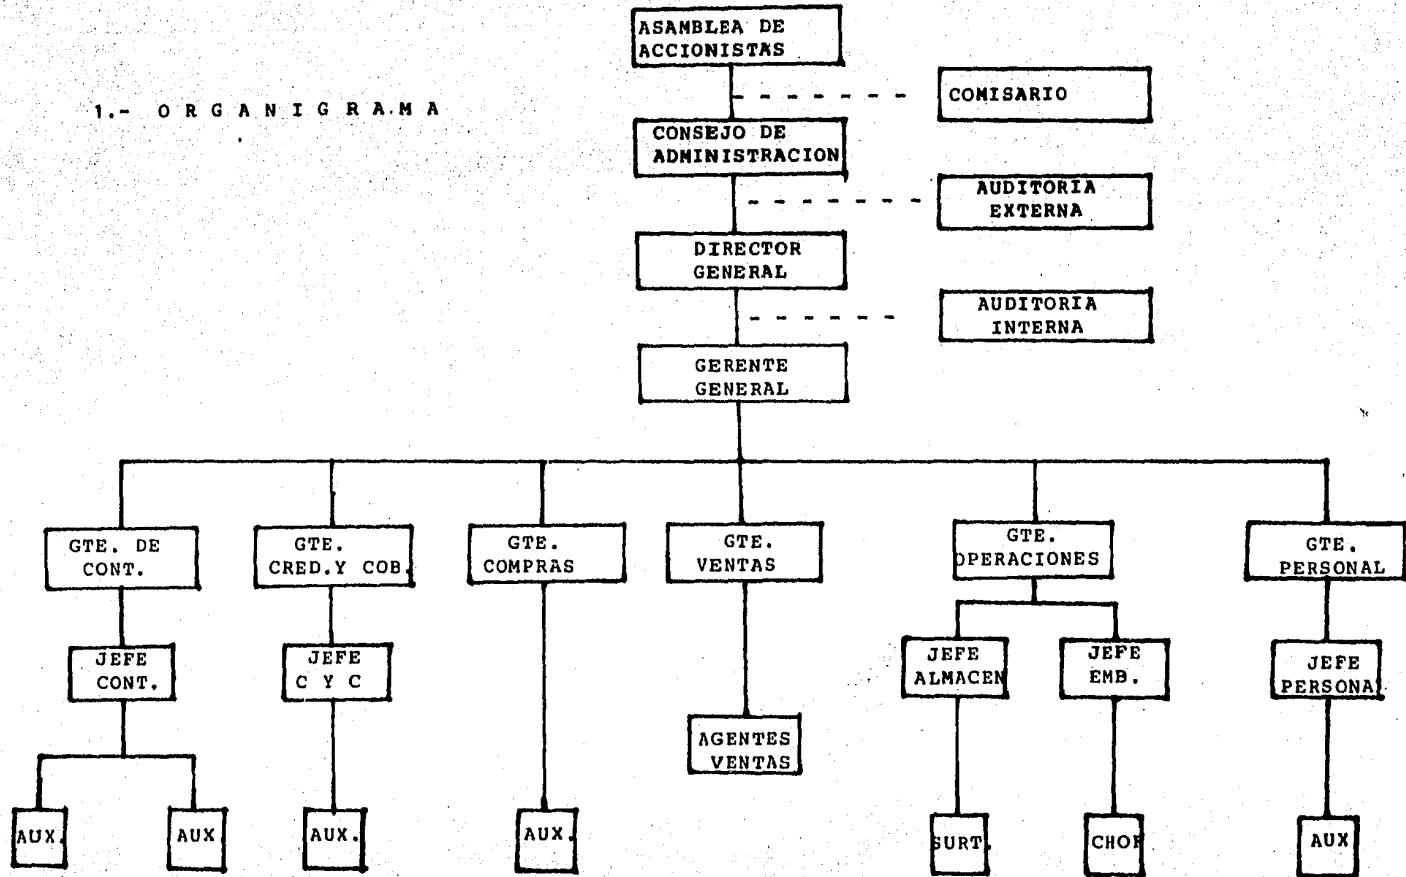 ASAMBLEA DE
ACCIONISTAS
COMISARIO
1.- O R G A N I G R A M A
CONSEJO DE
ADMINISTRACION
AUDITORIA
EXTERNA
DIRECTOR
GENERAL
AUDITORIA
INTERNA
GERENTE
GENERAL
GTE. DE
CONT.
GTE.
CRED.Y COB.
GTE.
COMPRAS
GTE.
VENTAS
GTE.
OPERACIONES
GTE.
PERSONAL
JEFE
CONT.
JEFE
C Y C
JEFE
ALMACEN
JEFE
EMB.
JEFE
PERSONAL
AGENTES
VENTAS
AUX.
AUX
AUX.
AUX.
SURT.
CHOF
AUX